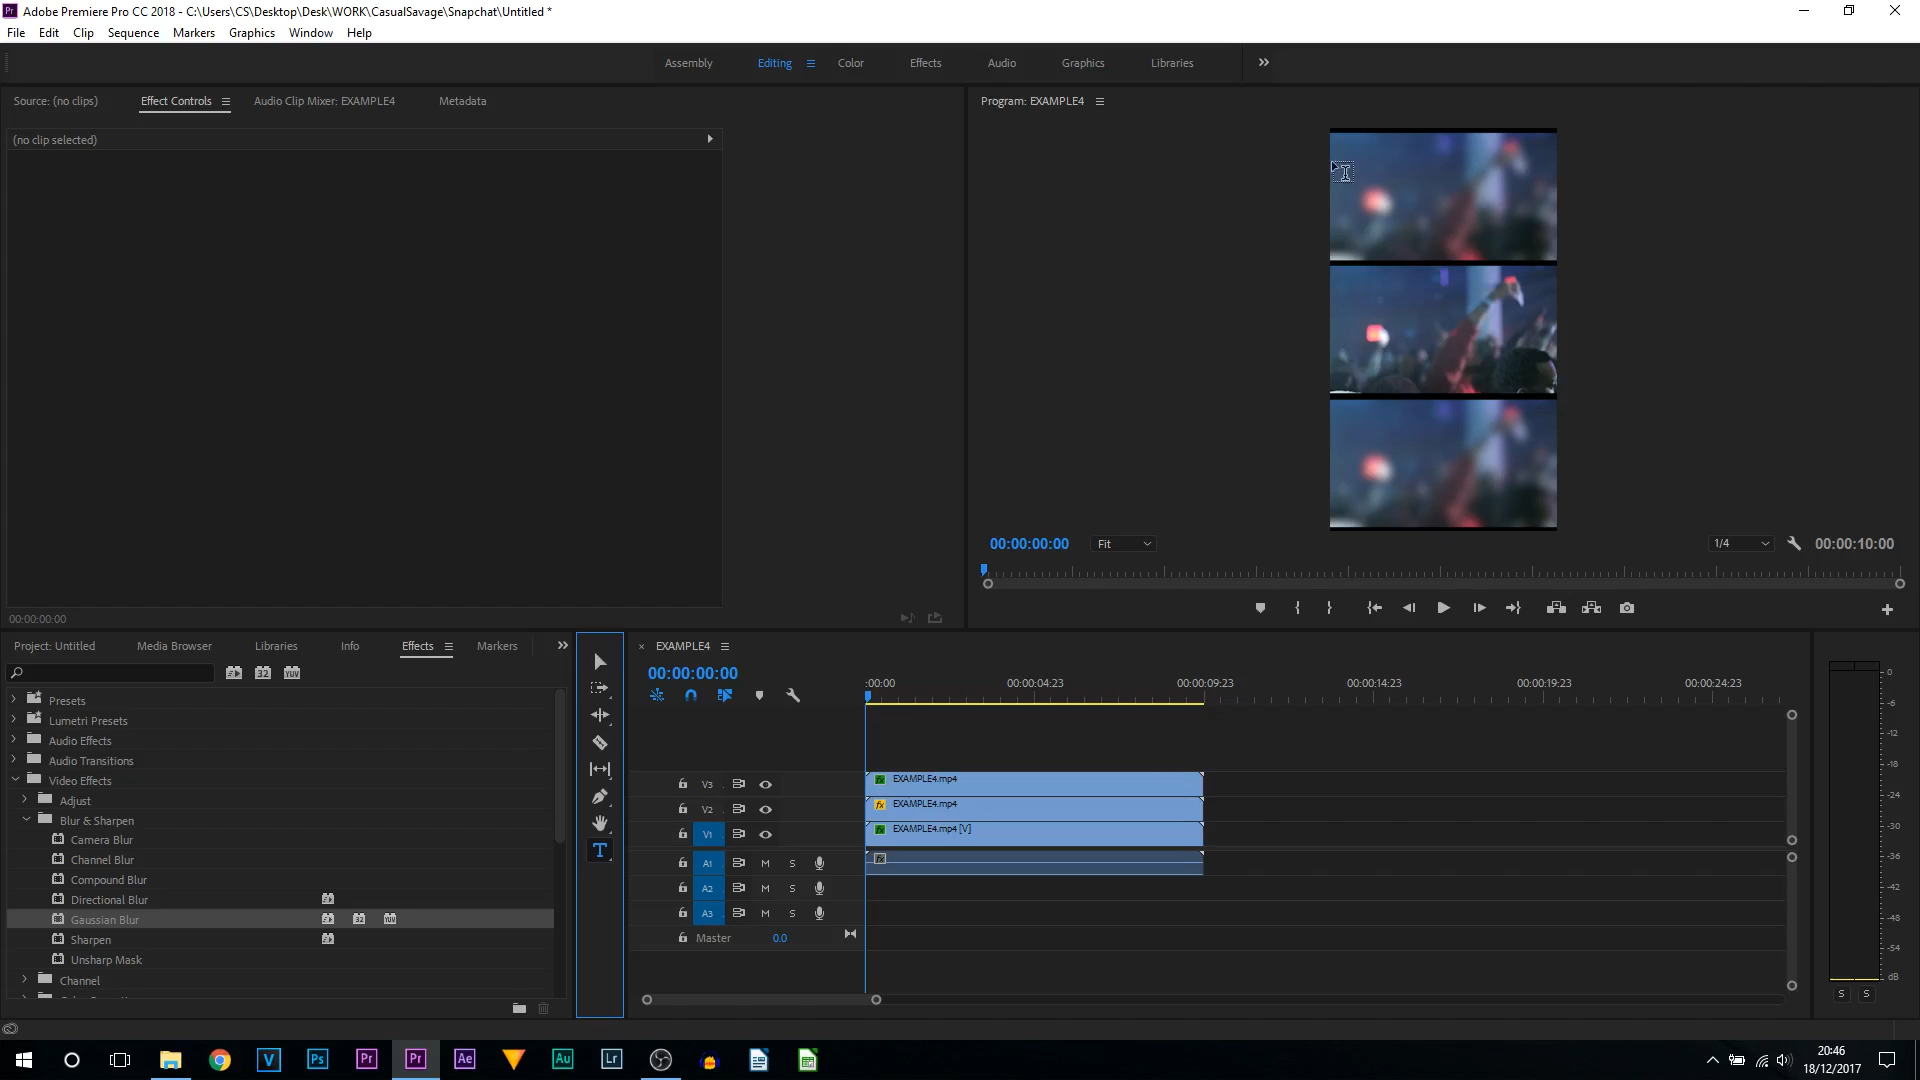 Adobe Premiere Pro CC 2018 - C:\Users\CS\Desktop\Desk\WORK\CasualSavage\Snapchat\Untitled *
File Edit Clip Sequence Markers Graphics Window Help
Assembly Editing Color Effects Audio Graphics Libraries
Source: (no clips) Effect Controls Audio Clip Mixer: EXAMPLE4 Metadata
Program: EXAMPLE4
(no clip selected)
00:00:00:00 Fit 1/4 00:00:10:00
00:00:00:00
Project: Untitled Media Browser Libraries Info Effects Markers
EXAMPLE4
00:00:00:00
:00:00 00:00:04:23 00:00:09:23 00:00:14:23 00:00:19:23 00:00:24:23
Presets
Lumetri Presets
Audio Effects
Audio Transitions
Video Effects
Adjust
Blur & Sharpen
Camera Blur
Channel Blur
Compound Blur
Directional Blur
Gaussian Blur
Sharpen
Unsharp Mask
Channel
V3 EXAMPLE4.mp4
V2 EXAMPLE4.mp4
V1 EXAMPLE4.mp4 [V]
A1 M S
A2 M S
A3 M S
Master 0.0
0
-6
-12
-18
-24
-30
-36
-42
-48
-54
dB
S S
V Ps Pr Pr Ae Au Lr
20:46
18/12/2017